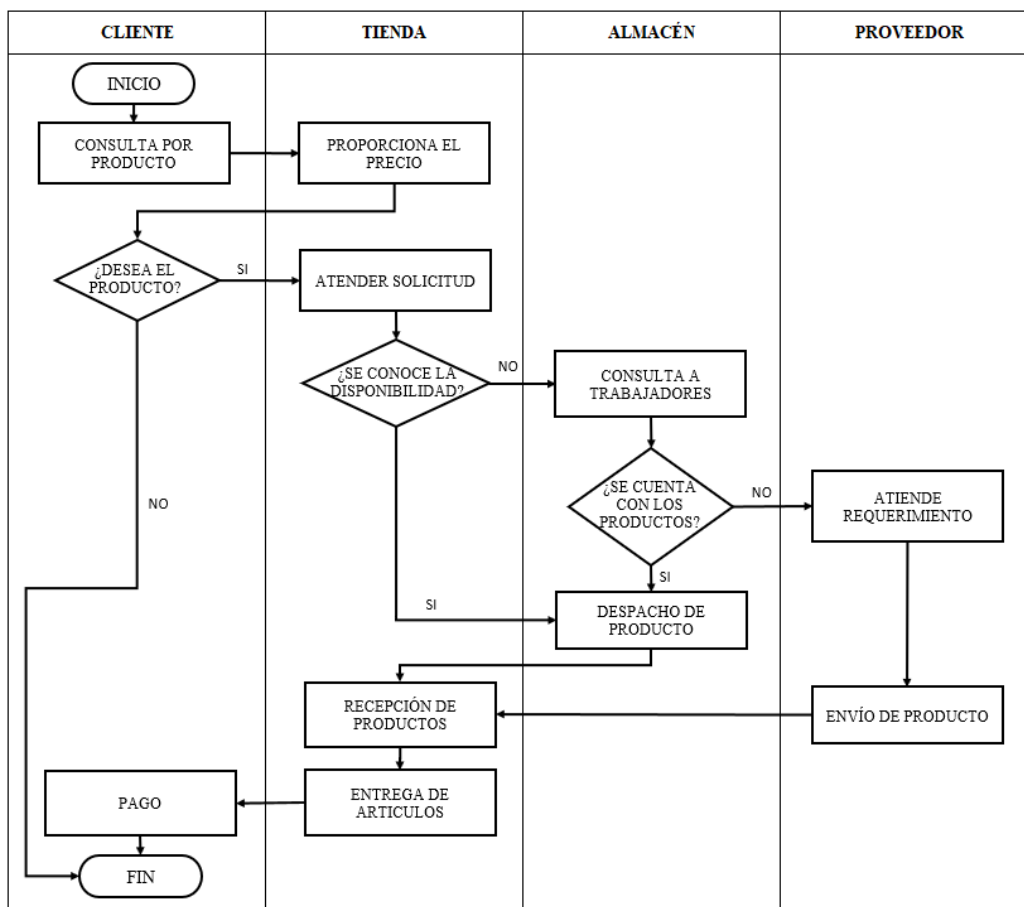 CLIENTE
TIENDA
ALMACÉN
PROVEEDOR
INICIO
CONSULTA POR
PRODUCTO
PROPORCIONA EL
PRECIO
¿DESEA EL
PRODUCTO?
SI
ATENDER SOLICITUD
¿SE CONOCE LA
DISPONIBILIDAD?
NO
CONSULTA A
TRABAJADORES
¿SE CUENTA
CON LOS
PRODUCTOS?
NO
ATIENDE
REQUERIMIENTO
NO
SI
SI
DESPACHO DE
PRODUCTO
RECEPCIÓN DE
PRODUCTOS
ENVÍO DE PRODUCTO
ENTREGA DE
ARTICULOS
PAGO
FIN